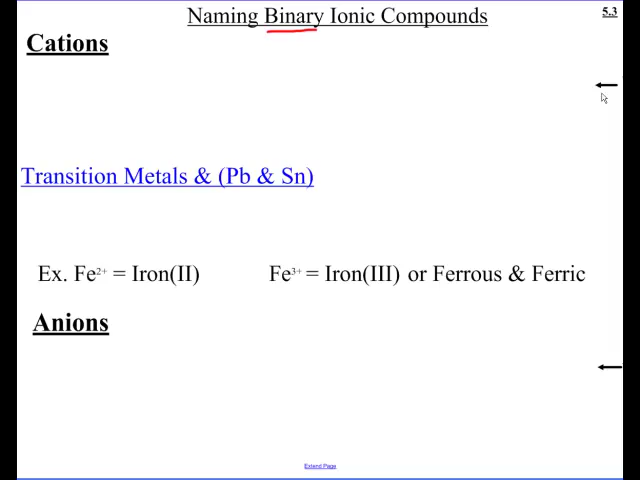 Naming Binary Ionic Compounds
5.3
Cations
Transition Metals & (Pb & Sn)
Ex. Fe²⁺ = Iron(II) Fe³⁺ = Iron(III) or Ferrous & Ferric
Anions
Extend Page